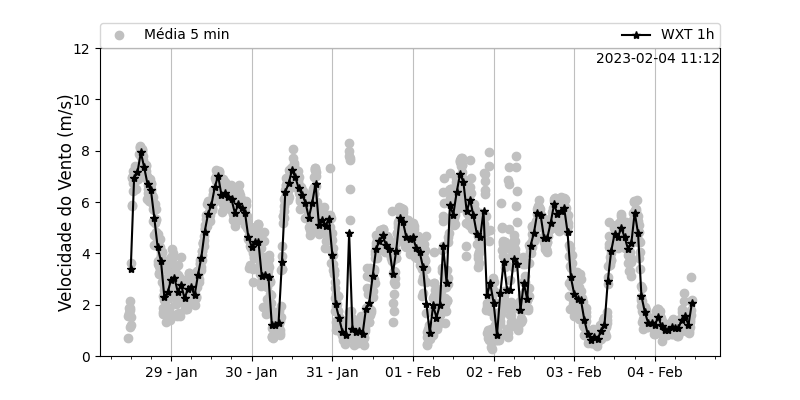 Média 5 min
WXT 1h
2023-02-04 11:12
Velocidade do Vento (m/s)
12
10
8
6
4
2
0
29 - Jan
30 - Jan
31 - Jan
01 - Feb
02 - Feb
03 - Feb
04 - Feb